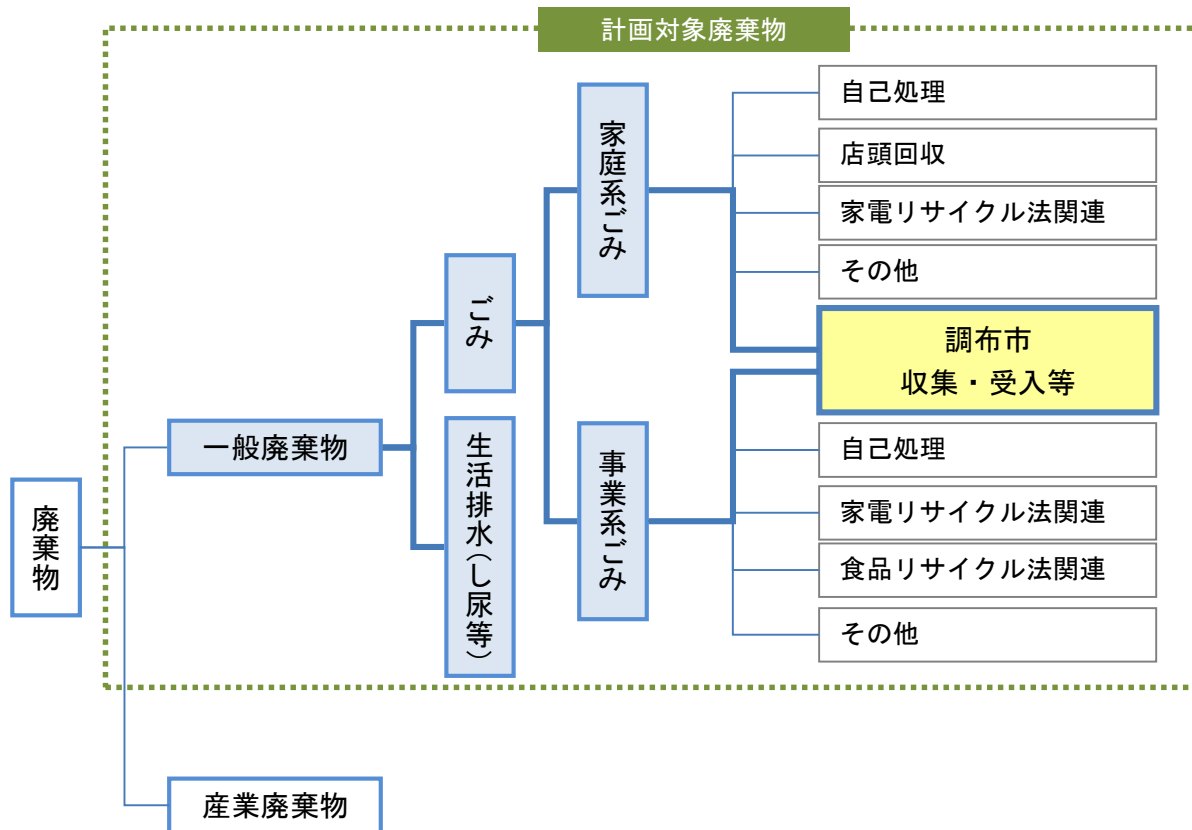 計画対象廃棄物
廃棄物
一般廃棄物
産業廃棄物
ごみ
生活排水(し尿等)
家庭系ごみ
事業系ごみ
自己処理
店頭回収
家電リサイクル法関連
その他
調布市
収集・受入等
自己処理
家電リサイクル法関連
食品リサイクル法関連
その他